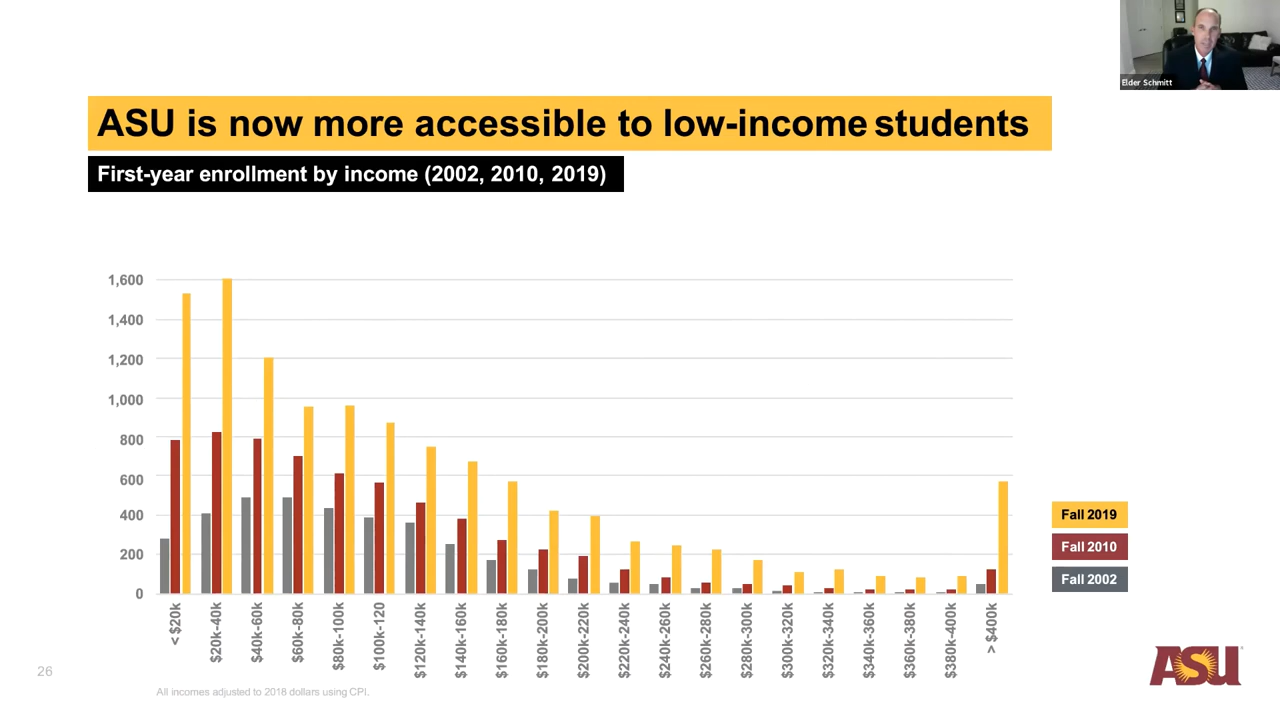 Elder Schmitt
ASU is now more accessible to low-income students
First-year enrollment by income (2002, 2010, 2019)
1,600
1,400
1,200
1,000
800
600
400
200
0
< $20k
$20k-40k
$40k-60k
$60k-80k
$80k-100k
$100k-120
$120k-140k
$140k-160k
$160k-180k
$180k-200k
$200k-220k
$220k-240k
$240k-260k
$260k-280k
$280k-300k
$300k-320k
$320k-340k
$340k-360k
$360k-380k
$380k-400k
> $400k
Fall 2019
Fall 2010
Fall 2002
26
All incomes adjusted to 2018 dollars using CPI.
ASU